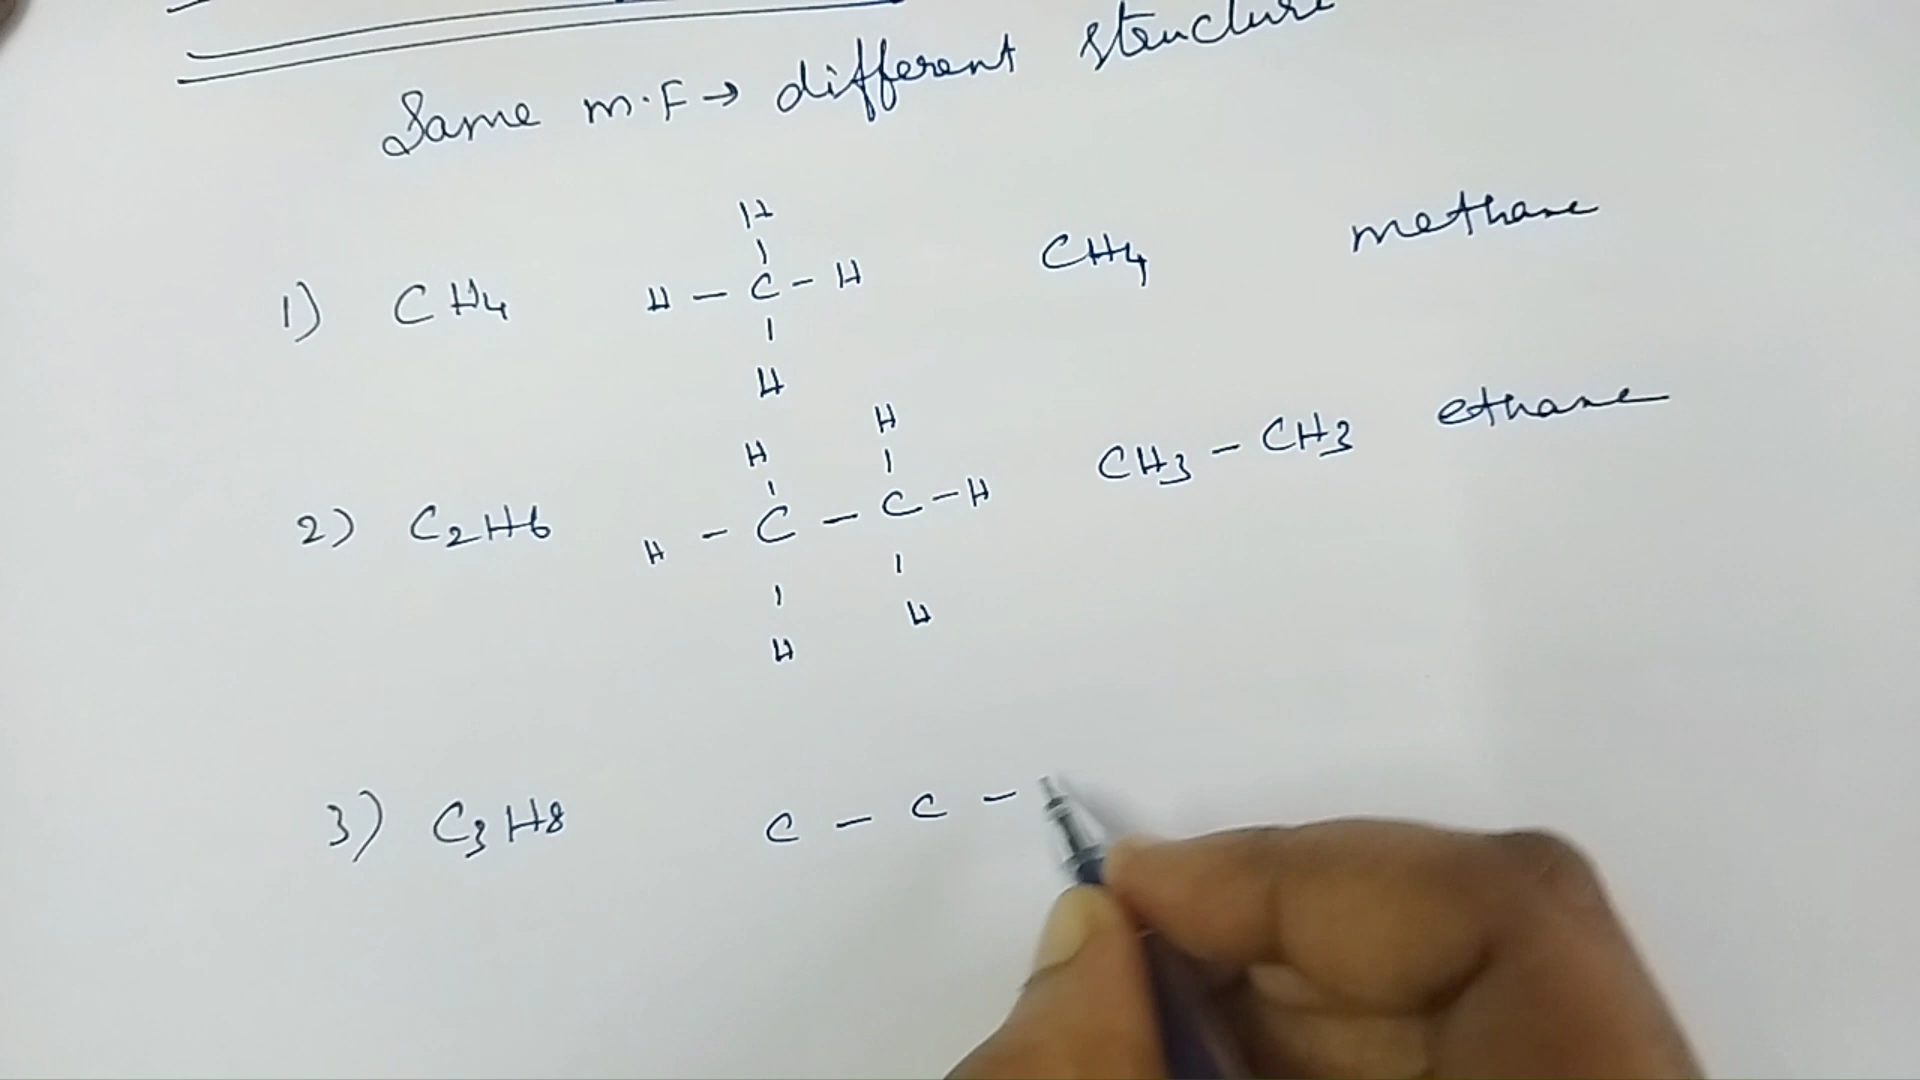 Same m.F → different structure
H
|
1) CH4 H – C – H CH4 methane
|
H
H H
| |
2) C2H6 H – C – C – H CH3 – CH3 ethane
| |
H H
3) C3H8 C – C –